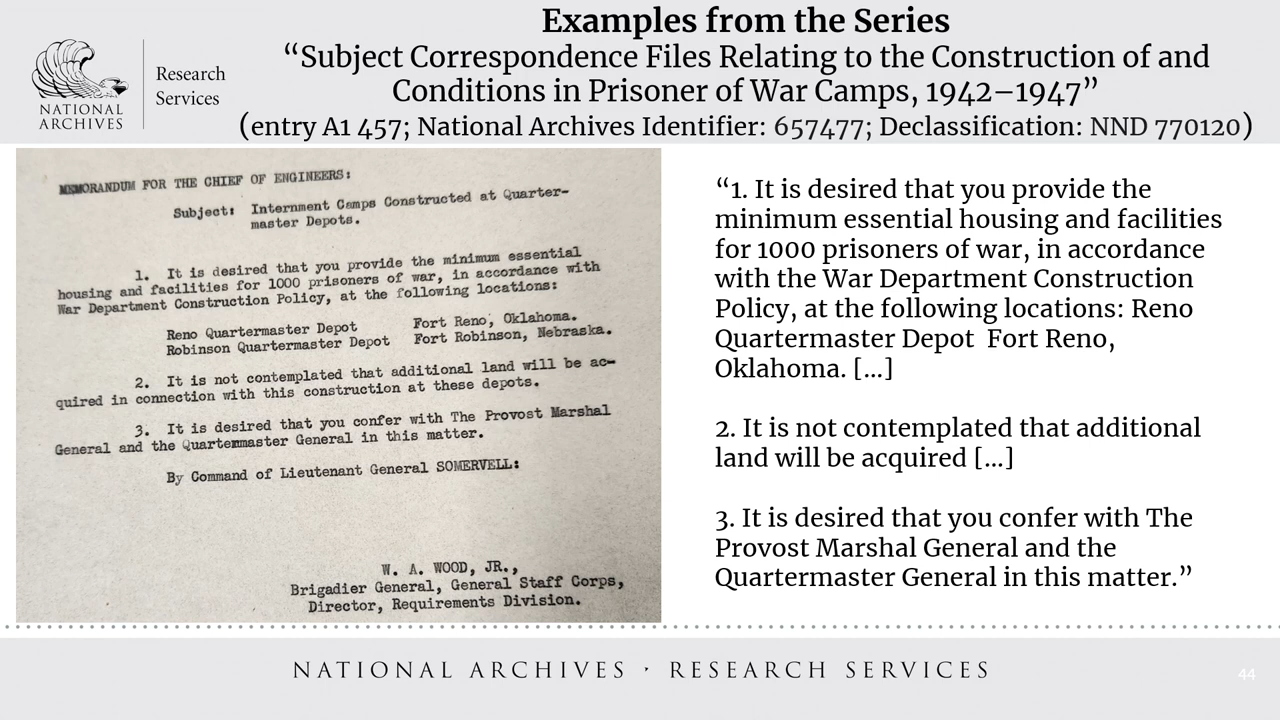 Examples from the Series
“Subject Correspondence Files Relating to the Construction of and
Conditions in Prisoner of War Camps, 1942–1947”
(entry A1 457; National Archives Identifier: 657477; Declassification: NND 770120)
NATIONAL
ARCHIVES
Research
Services
MEMORANDUM FOR THE CHIEF OF ENGINEERS:
Subject: Internment Camps Constructed at Quarter-
master Depots.
1. It is desired that you provide the minimum essential
housing and facilities for 1000 prisoners of war, in accordance with
War Department Construction Policy, at the following locations:
Reno Quartermaster Depot Fort Reno, Oklahoma.
Robinson Quartermaster Depot Fort Robinson, Nebraska.
2. It is not contemplated that additional land will be ac-
quired in connection with this construction at these depots.
3. It is desired that you confer with The Provost Marshal
General and the Quartermaster General in this matter.
By Command of Lieutenant General SOMERVELL:
W. A. WOOD, JR.,
Brigadier General, General Staff Corps,
Director, Requirements Division.
“1. It is desired that you provide the
minimum essential housing and facilities
for 1000 prisoners of war, in accordance
with the War Department Construction
Policy, at the following locations: Reno
Quartermaster Depot Fort Reno,
Oklahoma. [...]
2. It is not contemplated that additional
land will be acquired [...]
3. It is desired that you confer with The
Provost Marshal General and the
Quartermaster General in this matter.”
NATIONAL ARCHIVES · RESEARCH SERVICES
44